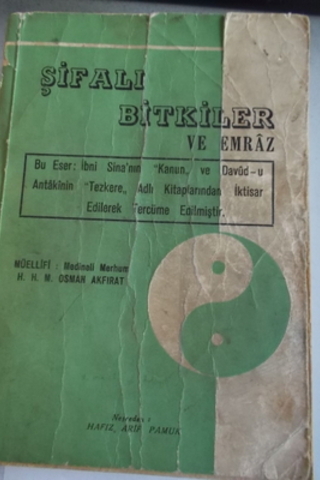 ŞİFALI
BİTKİLER
VE EMRÂZ
Bu Eser: İbni Sina'nın "Kanun„ ve Davûd-u
Antâkînin "Tezkere„ Adlı Kitaplarından İktisar
Edilerek Tercüme Edilmiştir.
MÜELLİFİ : Medineli Merhum
H. H. M. OSMAN AKFIRAT
Neşreden :
HAFIZ, ARİF PAMUK